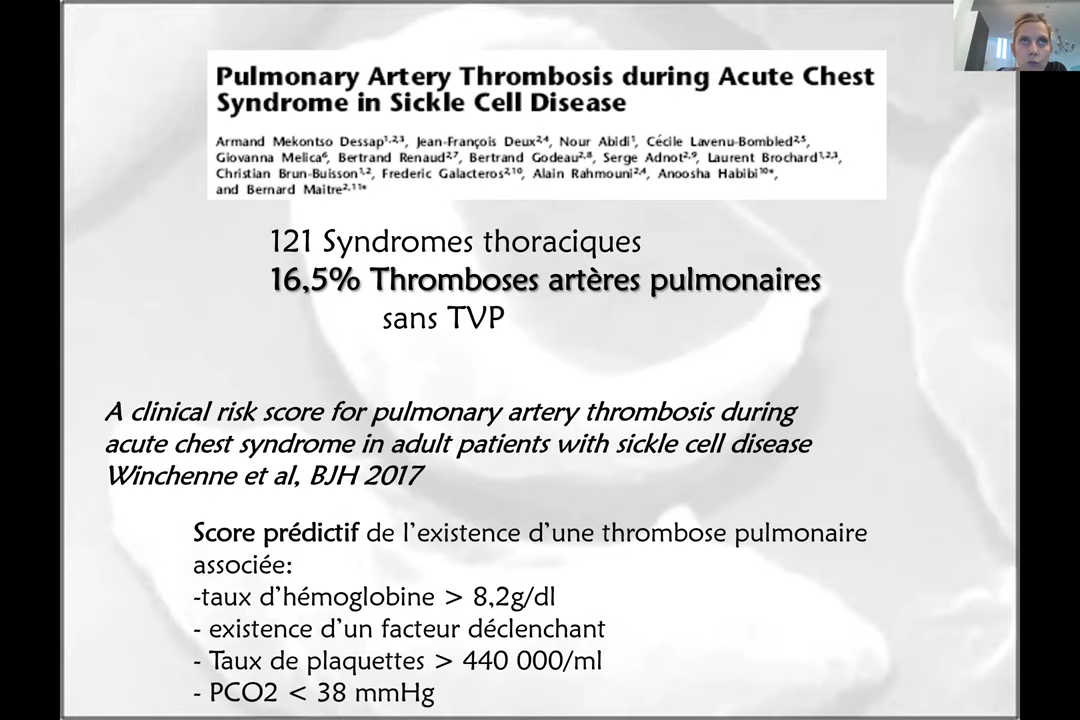 Pulmonary Artery Thrombosis during Acute Chest
Syndrome in Sickle Cell Disease
Armand Mekontso Dessap1,2,3, Jean-François Deux2,4, Nour Abidi1, Cécile Lavenu-Bombled2,5,
Giovanna Melica6, Bertrand Renaud2,7, Bertrand Godeau2,8, Serge Adnot2,9, Laurent Brochard1,2,3,
Christian Brun-Buisson1,2, Frederic Galacteros2,10, Alain Rahmouni2,4, Anoosha Habibi10*,
and Bernard Maitre2,11*
121 Syndromes thoraciques
16,5% Thromboses artères pulmonaires
sans TVP
A clinical risk score for pulmonary artery thrombosis during
acute chest syndrome in adult patients with sickle cell disease
Winchenne et al, BJH 2017
Score prédictif de l'existence d'une thrombose pulmonaire
associée:
-taux d'hémoglobine > 8,2g/dl
- existence d'un facteur déclenchant
- Taux de plaquettes > 440 000/ml
- PCO2 < 38 mmHg